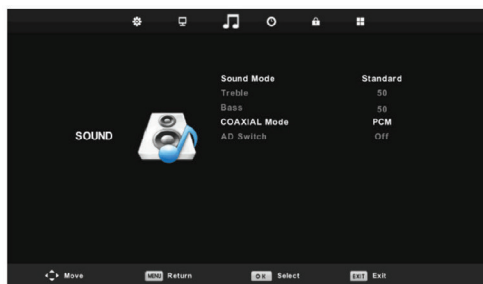 Sound Mode Standard
Treble 50
Bass 50
COAXIAL Mode PCM
AD Switch Off
SOUND
Move MENU Return OK Select EXIT Exit